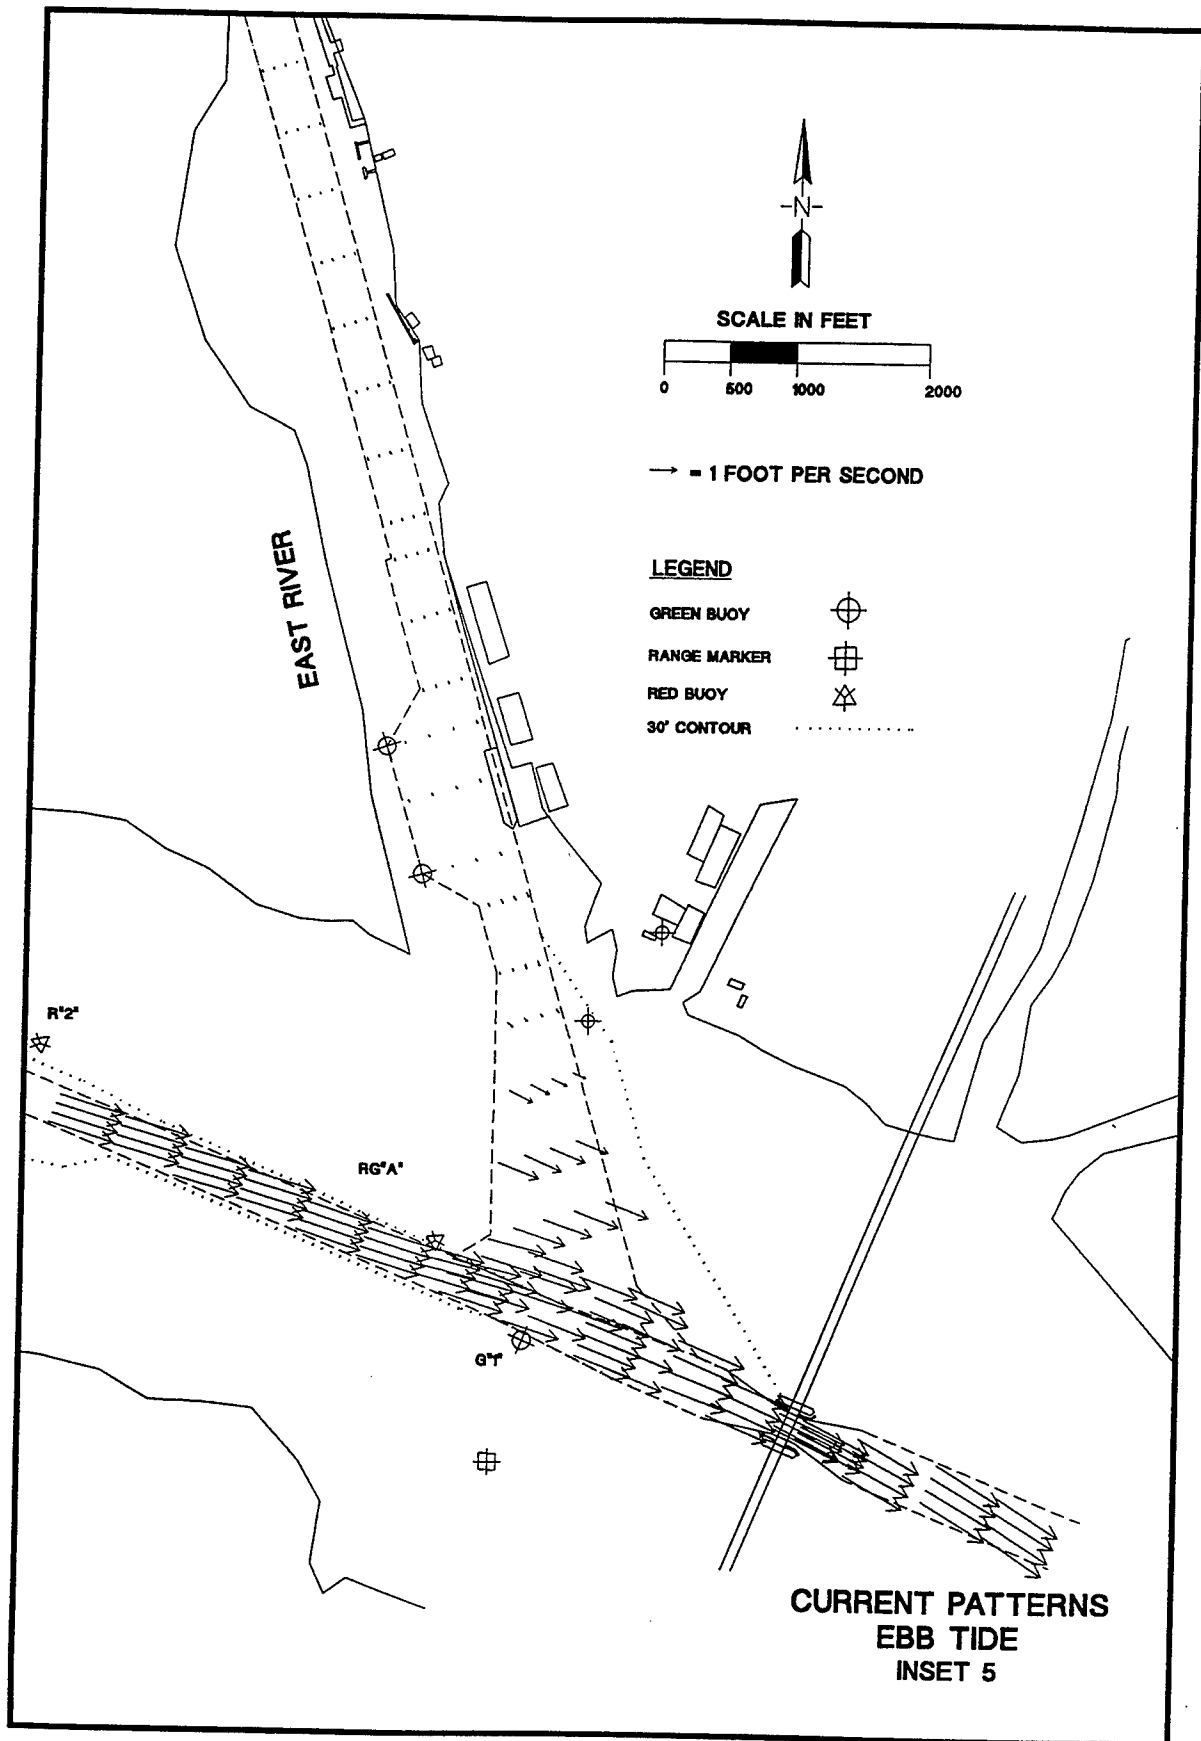 N
SCALE IN FEET
0 500 1000 2000
= 1 FOOT PER SECOND
LEGEND
GREEN BUOY
RANGE MARKER
RED BUOY
30' CONTOUR
EAST RIVER
R"2"
RG"A"
G"1"
CURRENT PATTERNS
EBB TIDE
INSET 5